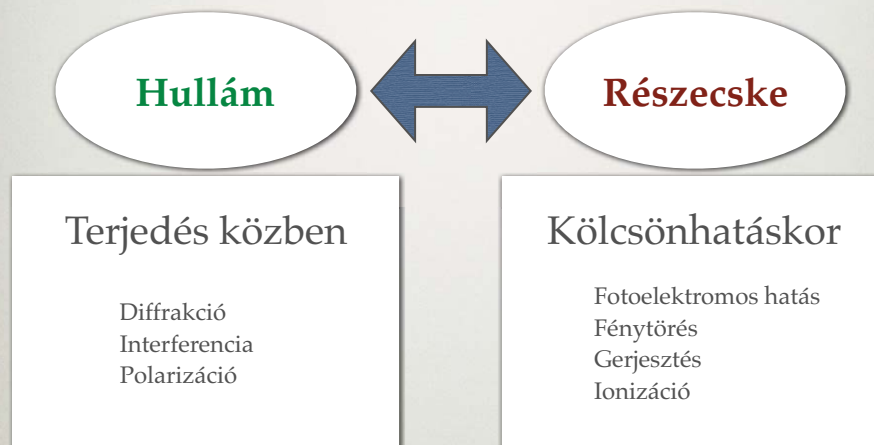 Hullám
Részecske
Terjedés közben
Diffrakció
Interferencia
Polarizáció
Kölcsönhatáskor
Fotoelektromos hatás
Fénytörés
Gerjesztés
Ionizáció